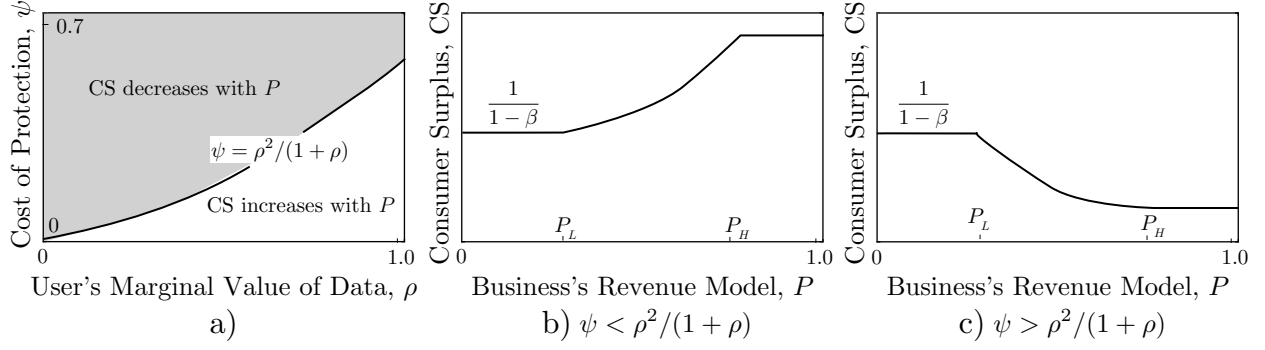 Cost of Protection, ψ
0.7
CS decreases with P
ψ = ρ²/(1 + ρ)
CS increases with P
0
0
1.0
User's Marginal Value of Data, ρ
a)
Consumer Surplus, CS
1
1 − β
P_L
P_H
0
1.0
Business's Revenue Model, P
b) ψ < ρ²/(1 + ρ)
Consumer Surplus, CS
1
1 − β
P_L
P_H
0
1.0
Business's Revenue Model, P
c) ψ > ρ²/(1 + ρ)